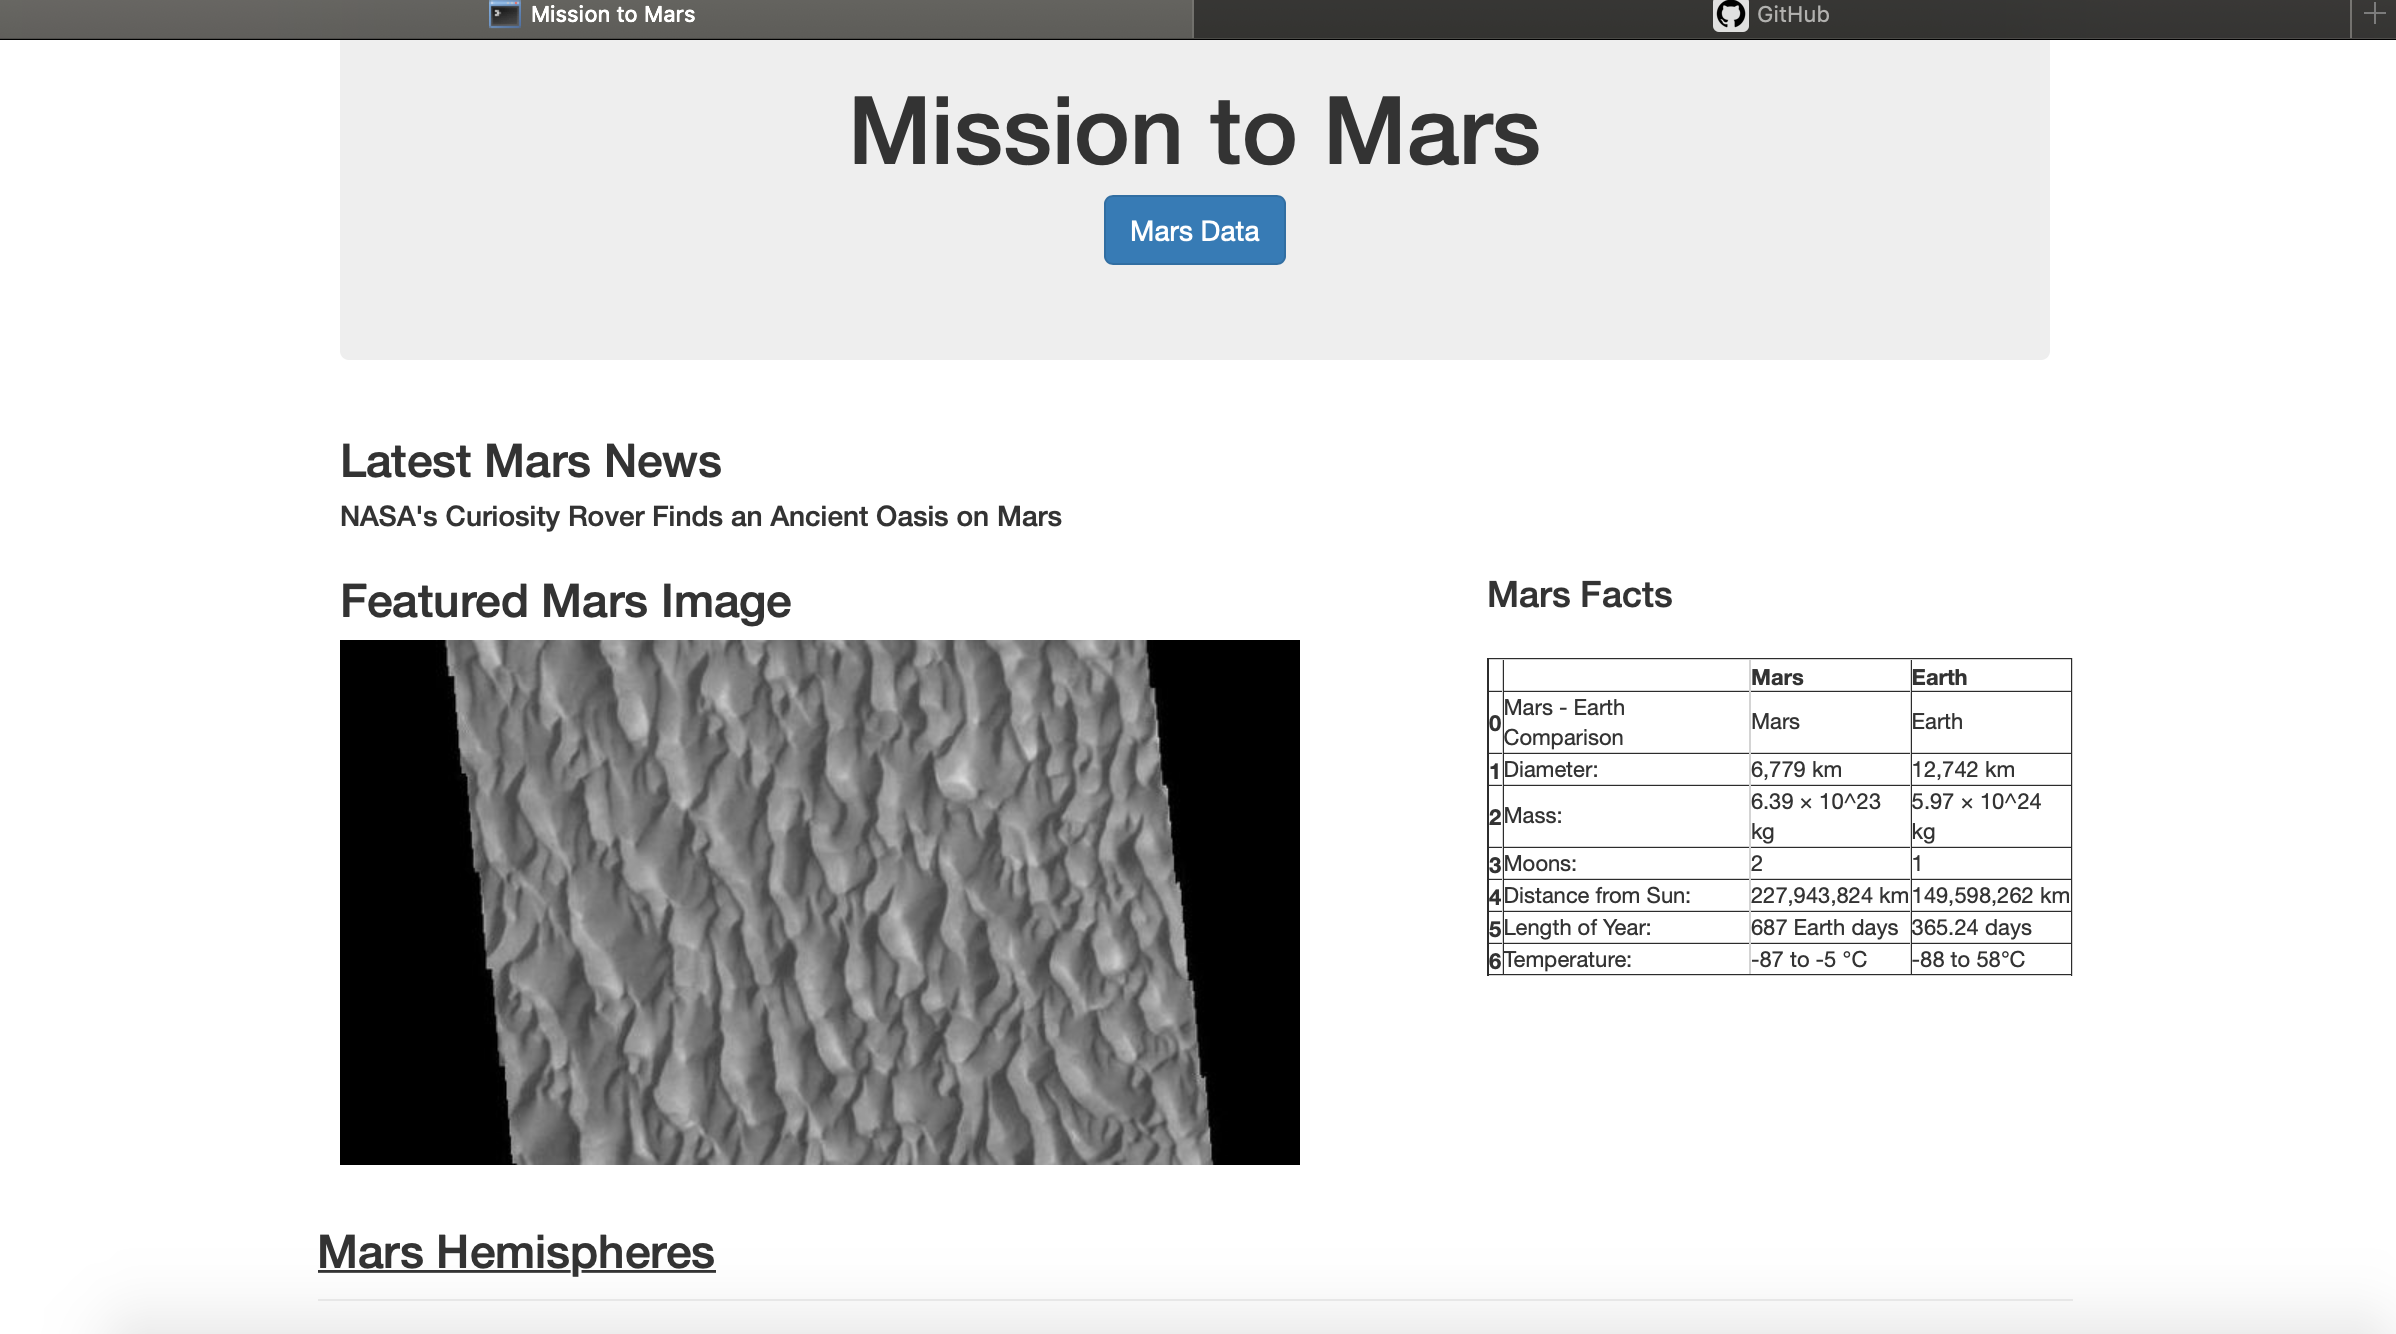 Mission to Mars
GitHub
Mission to Mars
Mars Data
Latest Mars News
NASA's Curiosity Rover Finds an Ancient Oasis on Mars
Featured Mars Image
Mars Facts
Mars Earth
0 Mars - Earth Comparison Mars Earth
1 Diameter: 6,779 km 12,742 km
2 Mass: 6.39 × 10^23 kg 5.97 × 10^24 kg
3 Moons: 2 1
4 Distance from Sun: 227,943,824 km 149,598,262 km
5 Length of Year: 687 Earth days 365.24 days
6 Temperature: -87 to -5 °C -88 to 58°C
Mars Hemispheres